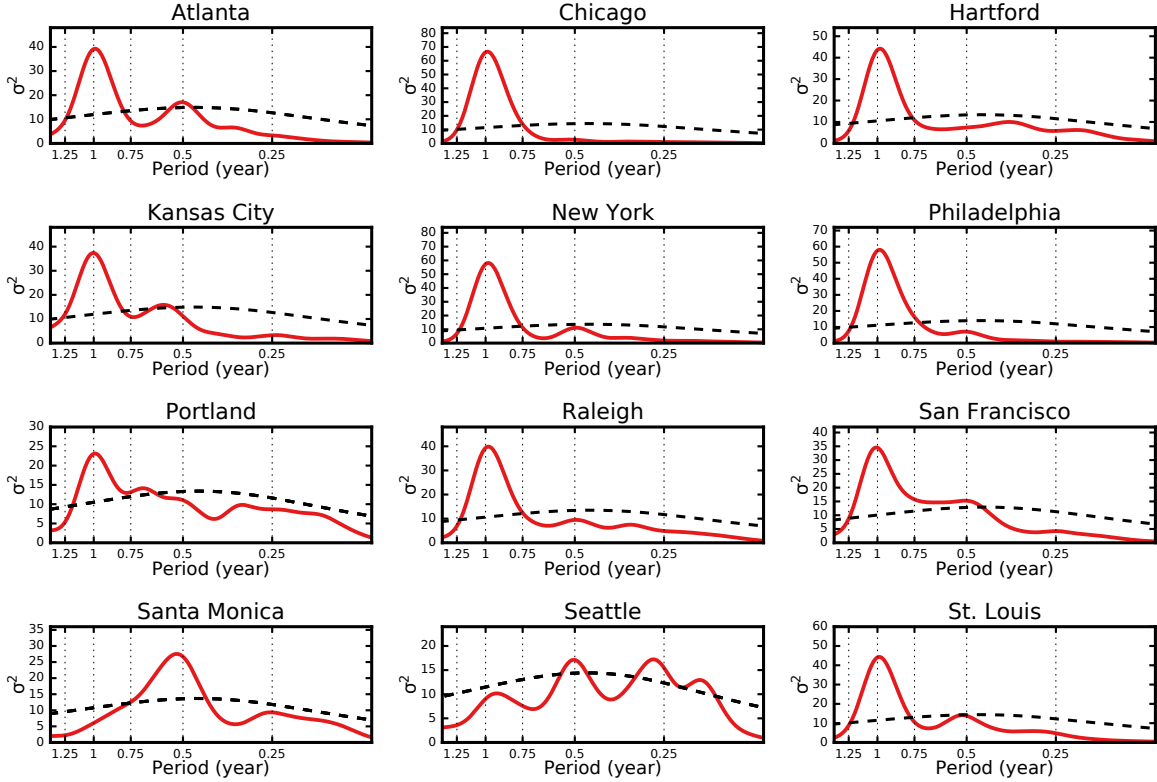 Atlanta
σ²
40
30
20
10
0
1.25 1 0.75 0.5 0.25
Period (year)
Chicago
σ²
80
70
60
50
40
30
20
10
0
1.25 1 0.75 0.5 0.25
Period (year)
Hartford
σ²
50
40
30
20
10
0
1.25 1 0.75 0.5 0.25
Period (year)
Kansas City
σ²
40
30
20
10
0
1.25 1 0.75 0.5 0.25
Period (year)
New York
σ²
80
70
60
50
40
30
20
10
0
1.25 1 0.75 0.5 0.25
Period (year)
Philadelphia
σ²
70
60
50
40
30
20
10
0
1.25 1 0.75 0.5 0.25
Period (year)
Portland
σ²
30
25
20
15
10
5
0
1.25 1 0.75 0.5 0.25
Period (year)
Raleigh
σ²
40
30
20
10
0
1.25 1 0.75 0.5 0.25
Period (year)
San Francisco
σ²
40
35
30
25
20
15
10
5
0
1.25 1 0.75 0.5 0.25
Period (year)
Santa Monica
σ²
35
30
25
20
15
10
5
0
1.25 1 0.75 0.5 0.25
Period (year)
Seattle
σ²
20
15
10
5
0
1.25 1 0.75 0.5 0.25
Period (year)
St. Louis
σ²
60
50
40
30
20
10
0
1.25 1 0.75 0.5 0.25
Period (year)